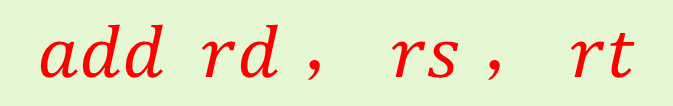 add rd , rs , rt